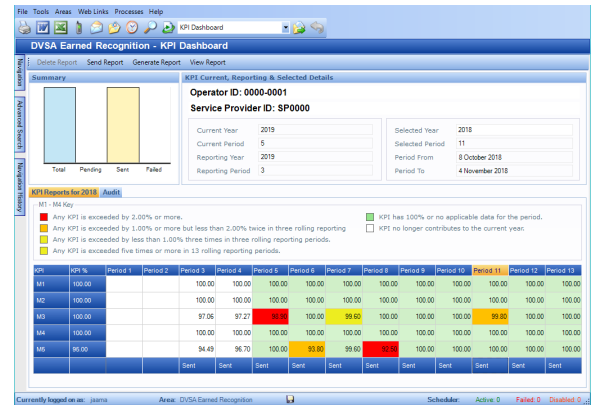 File Tools Areas Web Links Processes Help
KPI Dashboard
DVSA Earned Recognition - KPI Dashboard
Delete Report Send Report Generate Report View Report
Navigation
Advanced Search
Navigation History
Summary
Total Pending Sent Failed
KPI Current, Reporting & Selected Details
Operator ID: 0000-0001
Service Provider ID: SP0000
Current Year 2019 Selected Year 2018
Current Period 5 Selected Period 11
Reporting Year 2019 Period From 8 October 2018
Reporting Period 3 Period To 4 November 2018
KPI Reports for 2018 Audit
M1 - M4 Key
Any KPI is exceeded by 2.00% or more. KPI has 100% or no applicable data for the period.
Any KPI is exceeded by 1.00% or more but less than 2.00% twice in three rolling reporting KPI no longer contributes to the current year.
Any KPI is exceeded by less than 1.00% three times in three rolling reporting periods.
Any KPI is exceeded five times or more in 13 rolling reporting periods.
KPI KPI % Period 1 Period 2 Period 3 Period 4 Period 5 Period 6 Period 7 Period 8 Period 9 Period 10 Period 11 Period 12 Period 13
M1 100.00 100.00 100.00 100.00 100.00 100.00 100.00 100.00 100.00 100.00 100.00 100.00
M2 100.00 100.00 100.00 100.00 100.00 100.00 100.00 100.00 100.00 100.00 100.00 100.00
M3 100.00 97.06 97.27 100.00 99.60 100.00 100.00 100.00 99.80 100.00 100.00
M4 100.00 100.00 100.00 100.00 100.00 100.00 100.00 100.00 100.00 100.00 100.00 100.00
M5 95.00 94.49 96.70 100.00 93.80 99.60 92.50 100.00 100.00 100.00 100.00 100.00
Sent Sent Sent Sent Sent Sent Sent Sent Sent Sent Sent
Currently logged on as: jaama Area: DVSA Earned Recognition Scheduler: Active: 0 Failed: 0 Disabled: 0